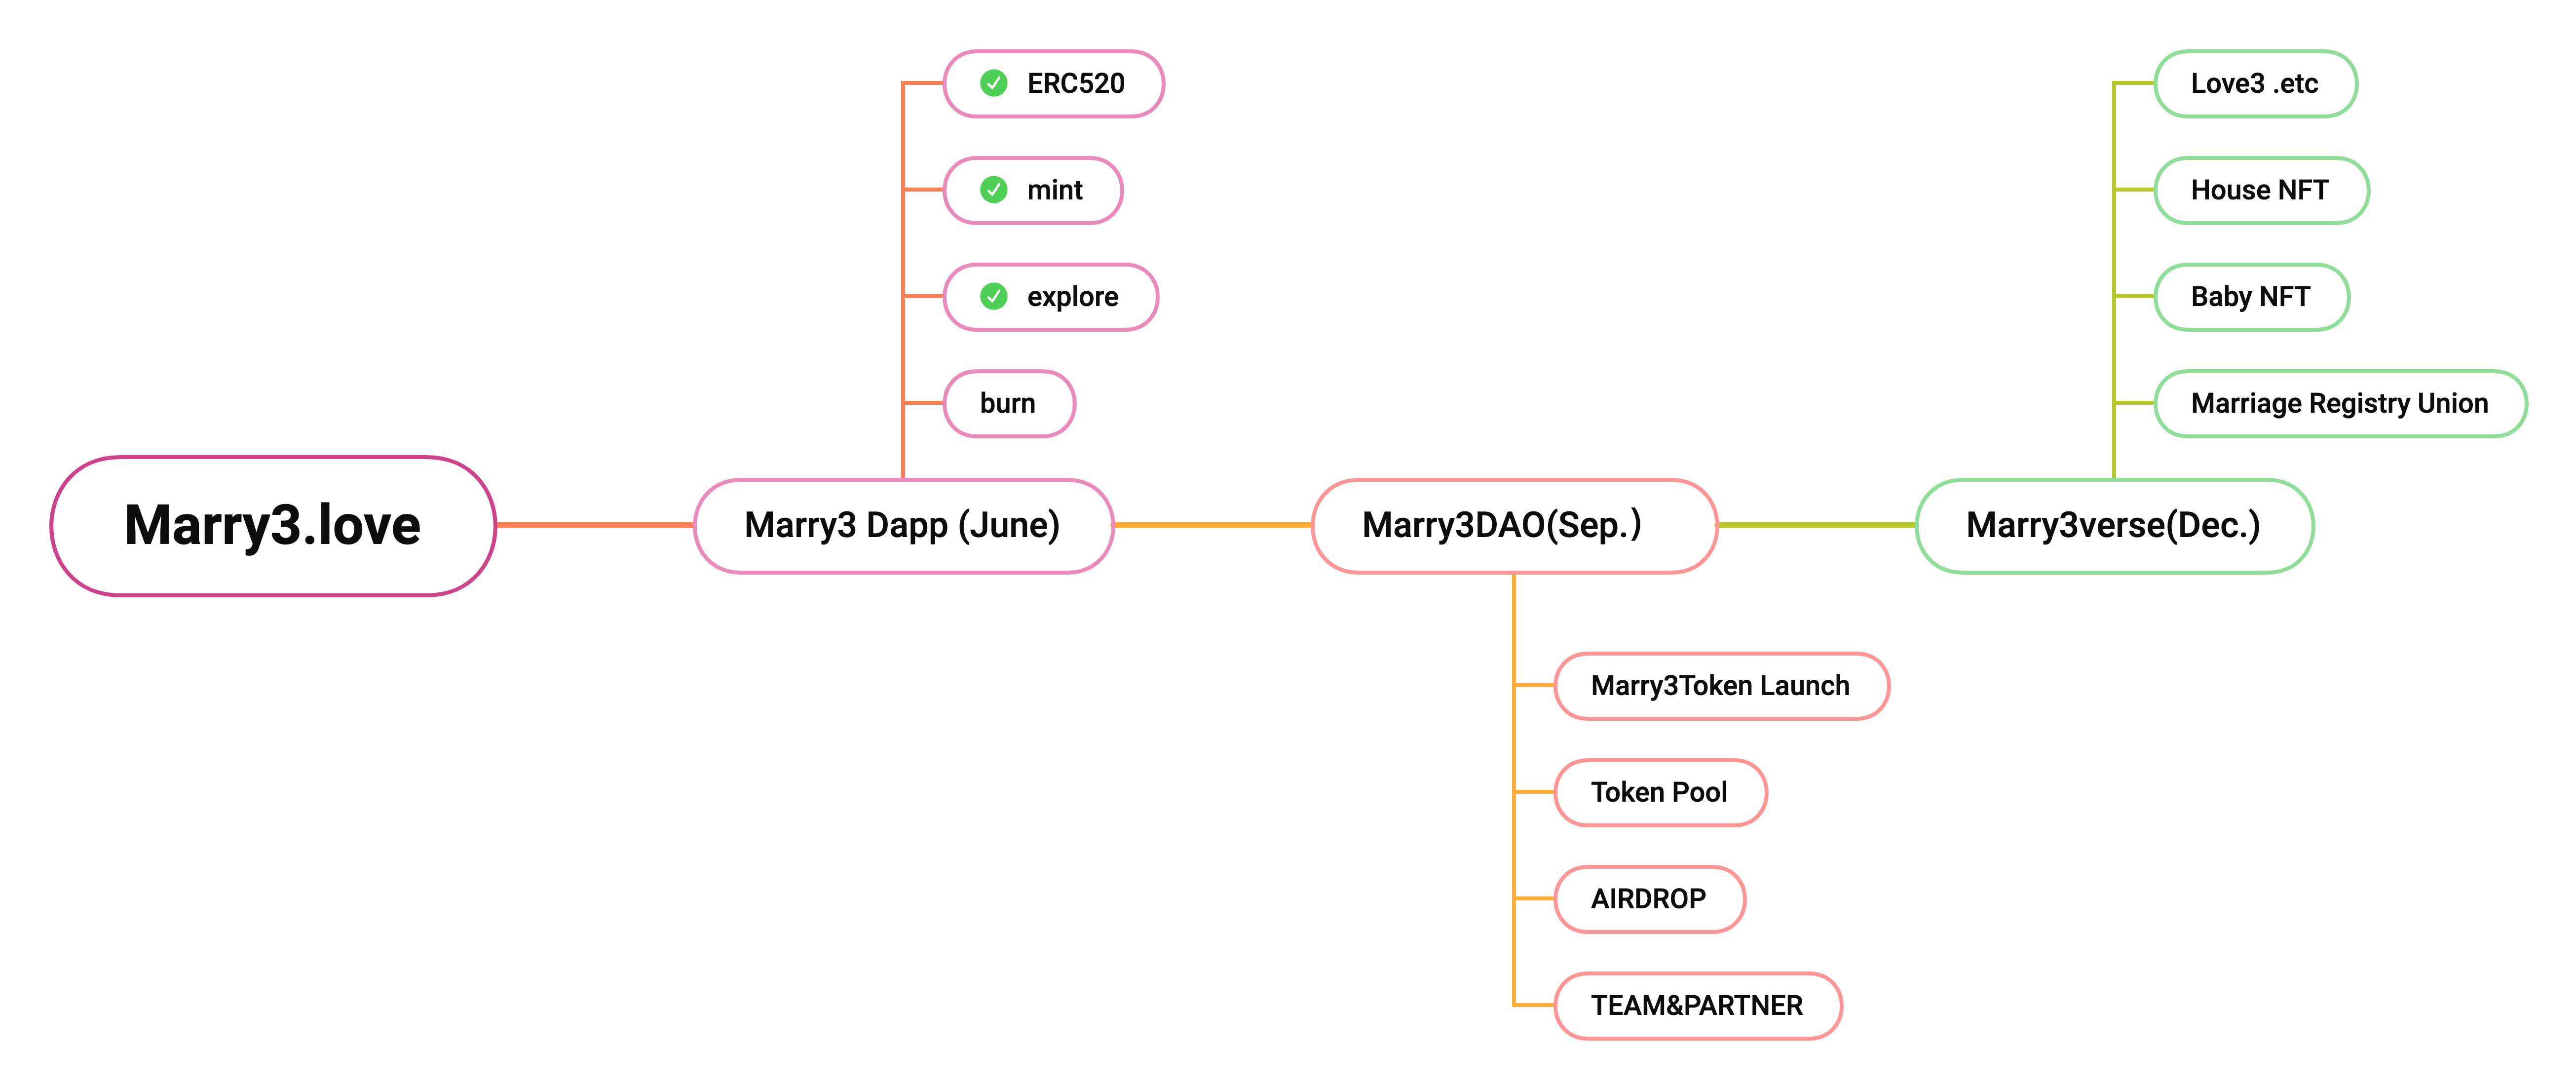 Marry3.love
Marry3 Dapp (June)
ERC520
mint
explore
burn
Marry3DAO(Sep.)
Marry3Token Launch
Token Pool
AIRDROP
TEAM&PARTNER
Marry3verse(Dec.)
Love3 .etc
House NFT
Baby NFT
Marriage Registry Union